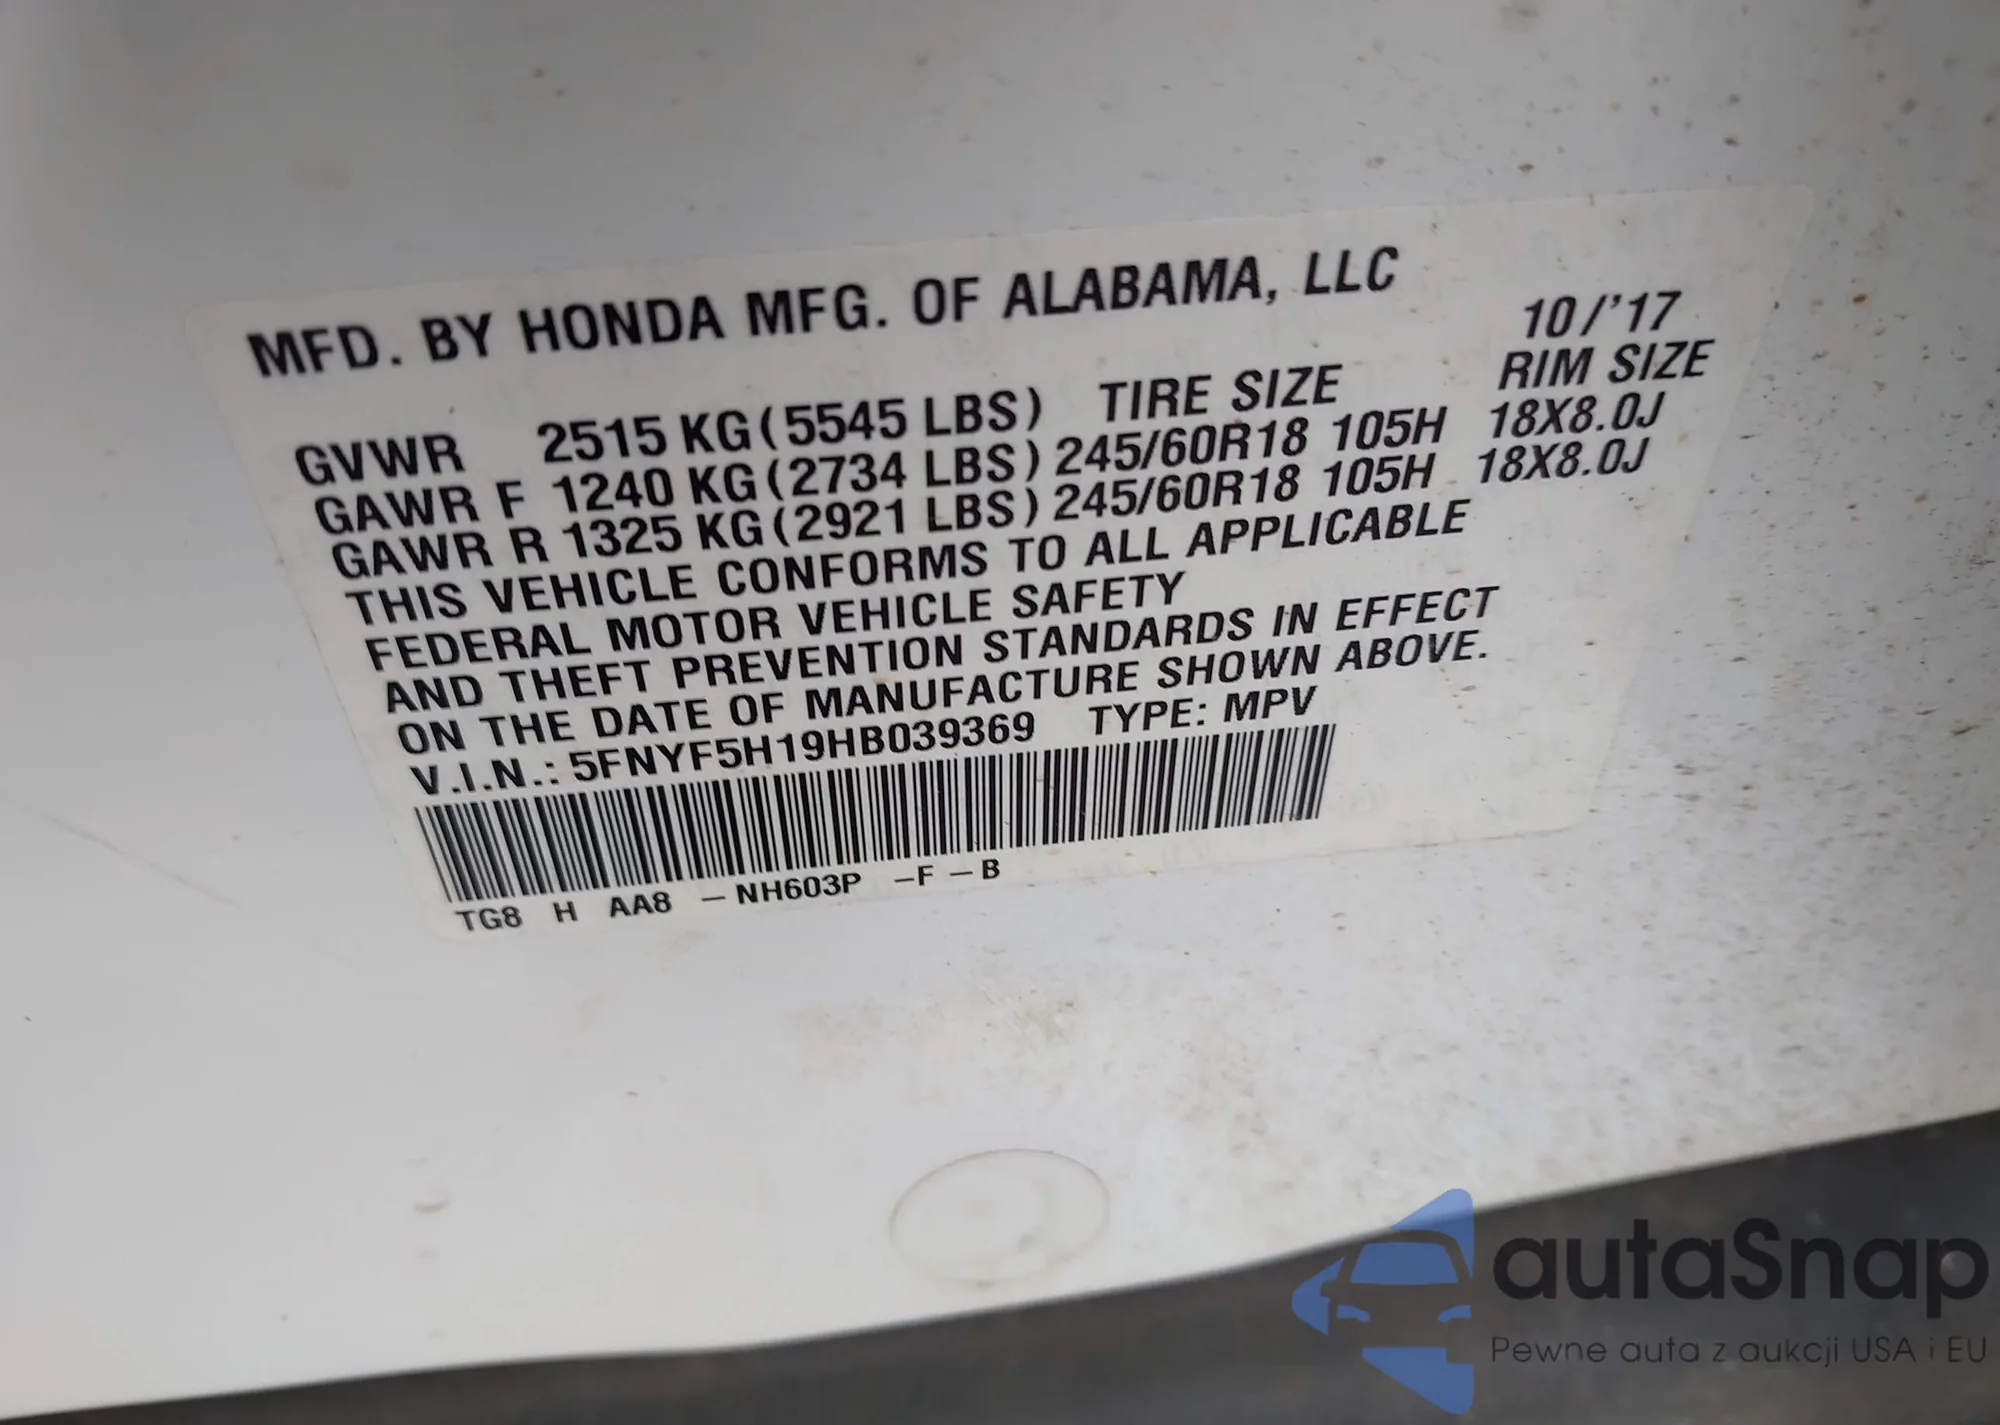 MFD. BY HONDA MFG. OF ALABAMA, LLC
10/'17
GVWR 2515 KG (5545 LBS) TIRE SIZE RIM SIZE
GAWR F 1240 KG (2734 LBS) 245/60R18 105H 18X8.0J
GAWR R 1325 KG (2921 LBS) 245/60R18 105H 18X8.0J
THIS VEHICLE CONFORMS TO ALL APPLICABLE
FEDERAL MOTOR VEHICLE SAFETY
AND THEFT PREVENTION STANDARDS IN EFFECT
ON THE DATE OF MANUFACTURE SHOWN ABOVE.
V.I.N.: 5FNYF5H19HB039369 TYPE: MPV
TG8 H AA8 – NH603P – F – B
autaSnap
Pewne auta z aukcji USA i EU